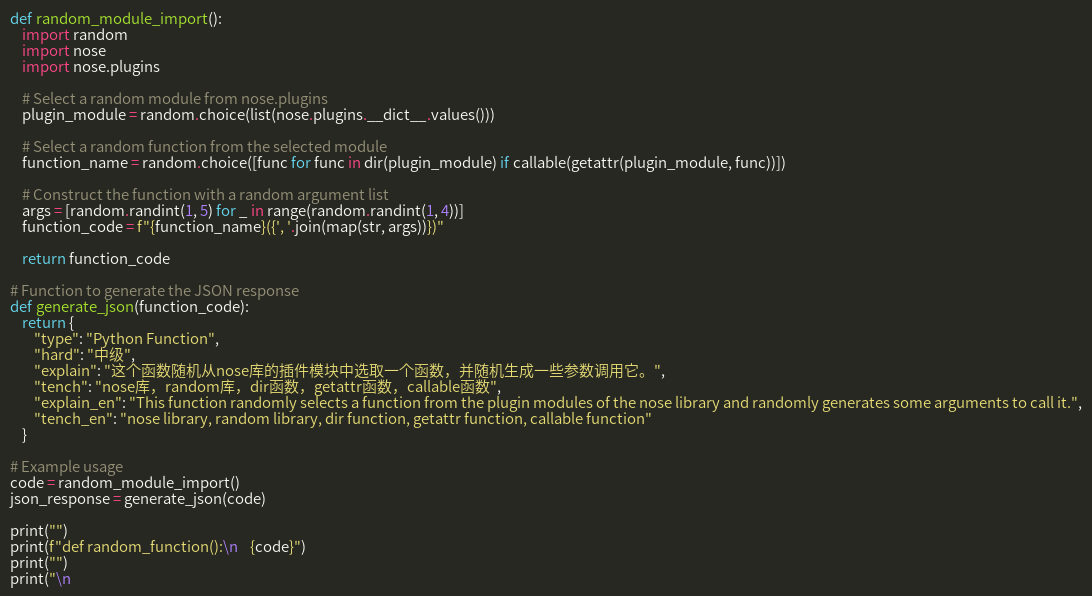 def random_module_import():
    import random
    import nose
    import nose.plugins

    # Select a random module from nose.plugins
    plugin_module = random.choice(list(nose.plugins.__dict__.values()))

    # Select a random function from the selected module
    function_name = random.choice([func for func in dir(plugin_module) if callable(getattr(plugin_module, func))])

    # Construct the function with a random argument list
    args = [random.randint(1, 5) for _ in range(random.randint(1, 4))]
    function_code = f"{function_name}({', '.join(map(str, args))})"

    return function_code

# Function to generate the JSON response
def generate_json(function_code):
    return {
        "type": "Python Function",
        "hard": "中级",
        "explain": "这个函数随机从nose库的插件模块中选取一个函数，并随机生成一些参数调用它。",
        "tench": "nose库，random库，dir函数，getattr函数，callable函数",
        "explain_en": "This function randomly selects a function from the plugin modules of the nose library and randomly generates some arguments to call it.",
        "tench_en": "nose library, random library, dir function, getattr function, callable function"
    }

# Example usage
code = random_module_import()
json_response = generate_json(code)

print("")
print(f"def random_function():\n    {code}")
print("")
print("\n